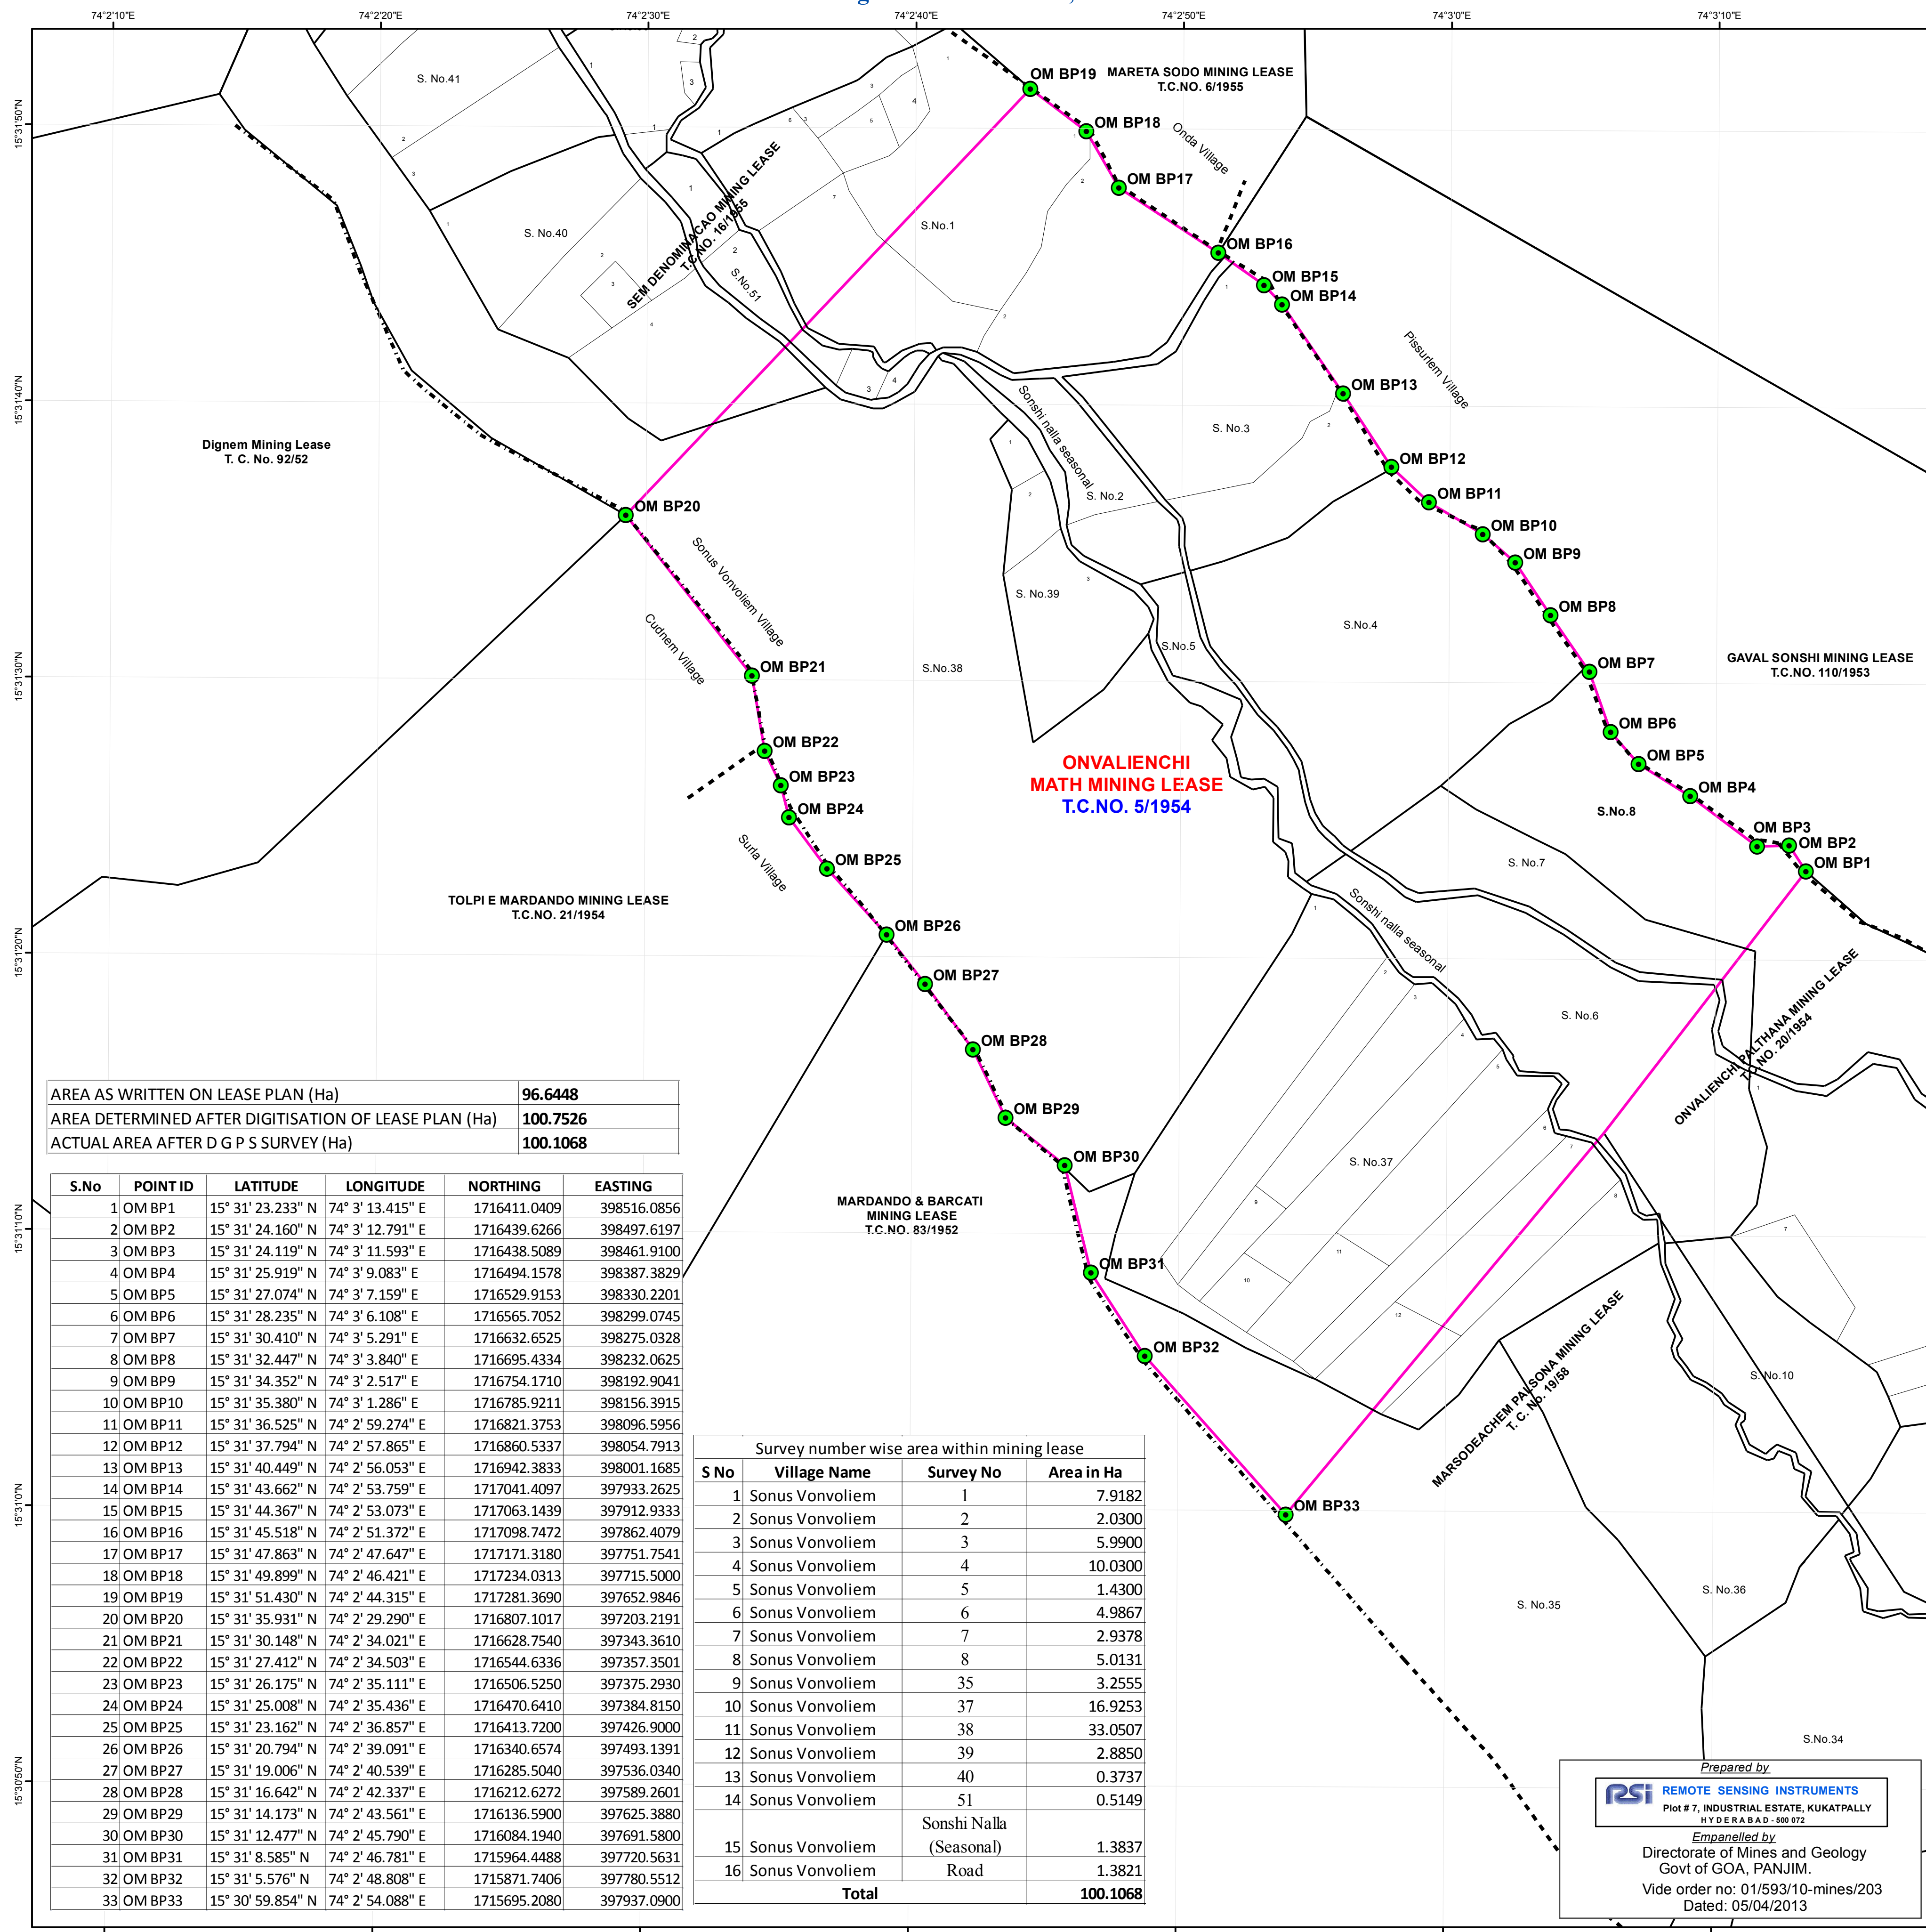 74°2'10"E
74°2'20"E
74°2'30"E
74°2'40"E
74°2'50"E
74°3'0"E
74°3'10"E
15°31'50"N
15°31'40"N
15°31'30"N
15°31'20"N
15°31'10"N
15°31'0"N
15°30'50"N
S. No.41
S. No.40
S.No.51
S.No.1
SEM DENOMINACAO MINING LEASE
T.C.NO. 16/1955
OM BP19
MARETA SODO MINING LEASE
T.C.NO. 6/1955
OM BP18
Onda Village
OM BP17
OM BP16
OM BP15
OM BP14
Pissurlem Village
OM BP13
S. No.3
Sonshi nalla seasonal
Dignem Mining Lease
T. C. No. 92/52
OM BP12
OM BP11
S. No.2
OM BP20
OM BP10
OM BP9
Sonus Vonvoliem Village
Cudnem Village
S. No.39
OM BP8
S.No.4
S.No.5
OM BP21
S.No.38
OM BP7
GAVAL SONSHI MINING LEASE
T.C.NO. 110/1953
OM BP6
OM BP22
OM BP5
ONVALIENCHI
MATH MINING LEASE
T.C.NO. 5/1954
OM BP23
OM BP4
OM BP24
S.No.8
OM BP3
OM BP2
OM BP1
Surla Village
OM BP25
S. No.7
TOLPI E MARDANDO MINING LEASE
T.C.NO. 21/1954
OM BP26
Sonshi nalla seasonal
OM BP27
S. No.6
ONVALIENCHI PALTHANA MINING LEASE
T.C.NO. 20/1954
OM BP28
OM BP29
OM BP30
S. No.37
MARDANDO & BARCATI
MINING LEASE
T.C.NO. 83/1952
OM BP31
OM BP32
MARSODEACHEM PALSONA MINING LEASE
T. C. No. 19/58
S. No.10
OM BP33
S. No.35
S. No.36
S.No.34
AREA AS WRITTEN ON LEASE PLAN (Ha) 96.6448
AREA DETERMINED AFTER DIGITISATION OF LEASE PLAN (Ha) 100.7526
ACTUAL AREA AFTER D G P S SURVEY (Ha) 100.1068
S.No POINT ID LATITUDE LONGITUDE NORTHING EASTING
1 OM BP1 15° 31' 23.233" N 74° 3' 13.415" E 1716411.0409 398516.0856
2 OM BP2 15° 31' 24.160" N 74° 3' 12.791" E 1716439.6266 398497.6197
3 OM BP3 15° 31' 24.119" N 74° 3' 11.593" E 1716438.5089 398461.9100
4 OM BP4 15° 31' 25.919" N 74° 3' 9.083" E 1716494.1578 398387.3829
5 OM BP5 15° 31' 27.074" N 74° 3' 7.159" E 1716529.9153 398330.2201
6 OM BP6 15° 31' 28.235" N 74° 3' 6.108" E 1716565.7052 398299.0745
7 OM BP7 15° 31' 30.410" N 74° 3' 5.291" E 1716632.6525 398275.0328
8 OM BP8 15° 31' 32.447" N 74° 3' 3.840" E 1716695.4334 398232.0625
9 OM BP9 15° 31' 34.352" N 74° 3' 2.517" E 1716754.1710 398192.9041
10 OM BP10 15° 31' 35.380" N 74° 3' 1.286" E 1716785.9211 398156.3915
11 OM BP11 15° 31' 36.525" N 74° 2' 59.274" E 1716821.3753 398096.5956
12 OM BP12 15° 31' 37.794" N 74° 2' 57.865" E 1716860.5337 398054.7913
13 OM BP13 15° 31' 40.449" N 74° 2' 56.053" E 1716942.3833 398001.1685
14 OM BP14 15° 31' 43.662" N 74° 2' 53.759" E 1717041.4097 397933.2625
15 OM BP15 15° 31' 44.367" N 74° 2' 53.073" E 1717063.1439 397912.9333
16 OM BP16 15° 31' 45.518" N 74° 2' 51.372" E 1717098.7472 397862.4079
17 OM BP17 15° 31' 47.863" N 74° 2' 47.647" E 1717171.3180 397751.7541
18 OM BP18 15° 31' 49.899" N 74° 2' 46.421" E 1717234.0313 397715.5000
19 OM BP19 15° 31' 51.430" N 74° 2' 44.315" E 1717281.3690 397652.9846
20 OM BP20 15° 31' 35.931" N 74° 2' 29.290" E 1716807.1017 397203.2191
21 OM BP21 15° 31' 30.148" N 74° 2' 34.021" E 1716628.7540 397343.3610
22 OM BP22 15° 31' 27.412" N 74° 2' 34.503" E 1716544.6336 397357.3501
23 OM BP23 15° 31' 26.175" N 74° 2' 35.111" E 1716506.5250 397375.2930
24 OM BP24 15° 31' 25.008" N 74° 2' 35.436" E 1716470.6410 397384.8150
25 OM BP25 15° 31' 23.162" N 74° 2' 36.857" E 1716413.7200 397426.9000
26 OM BP26 15° 31' 20.794" N 74° 2' 39.091" E 1716340.6574 397493.1391
27 OM BP27 15° 31' 19.006" N 74° 2' 40.539" E 1716285.5040 397536.0340
28 OM BP28 15° 31' 16.642" N 74° 2' 42.337" E 1716212.6272 397589.2601
29 OM BP29 15° 31' 14.173" N 74° 2' 43.561" E 1716136.5900 397625.3880
30 OM BP30 15° 31' 12.477" N 74° 2' 45.790" E 1716084.1940 397691.5800
31 OM BP31 15° 31' 8.585" N 74° 2' 46.781" E 1715964.4488 397720.5631
32 OM BP32 15° 31' 5.576" N 74° 2' 48.808" E 1715871.7406 397780.5512
33 OM BP33 15° 30' 59.854" N 74° 2' 54.088" E 1715695.2080 397937.0900
Survey number wise area within mining lease
S No Village Name Survey No Area in Ha
1 Sonus Vonvoliem 1 7.9182
2 Sonus Vonvoliem 2 2.0300
3 Sonus Vonvoliem 3 5.9900
4 Sonus Vonvoliem 4 10.0300
5 Sonus Vonvoliem 5 1.4300
6 Sonus Vonvoliem 6 4.9867
7 Sonus Vonvoliem 7 2.9378
8 Sonus Vonvoliem 8 5.0131
9 Sonus Vonvoliem 35 3.2555
10 Sonus Vonvoliem 37 16.9253
11 Sonus Vonvoliem 38 33.0507
12 Sonus Vonvoliem 39 2.8850
13 Sonus Vonvoliem 40 0.3737
14 Sonus Vonvoliem 51 0.5149
Sonshi Nalla
15 Sonus Vonvoliem (Seasonal) 1.3837
16 Sonus Vonvoliem Road 1.3821
Total 100.1068
Prepared by
RSi REMOTE SENSING INSTRUMENTS
Plot # 7, INDUSTRIAL ESTATE, KUKATPALLY
HYDERABAD - 500 072
Empanelled by
Directorate of Mines and Geology
Govt of GOA, PANJIM.
Vide order no: 01/593/10-mines/203
Dated: 05/04/2013